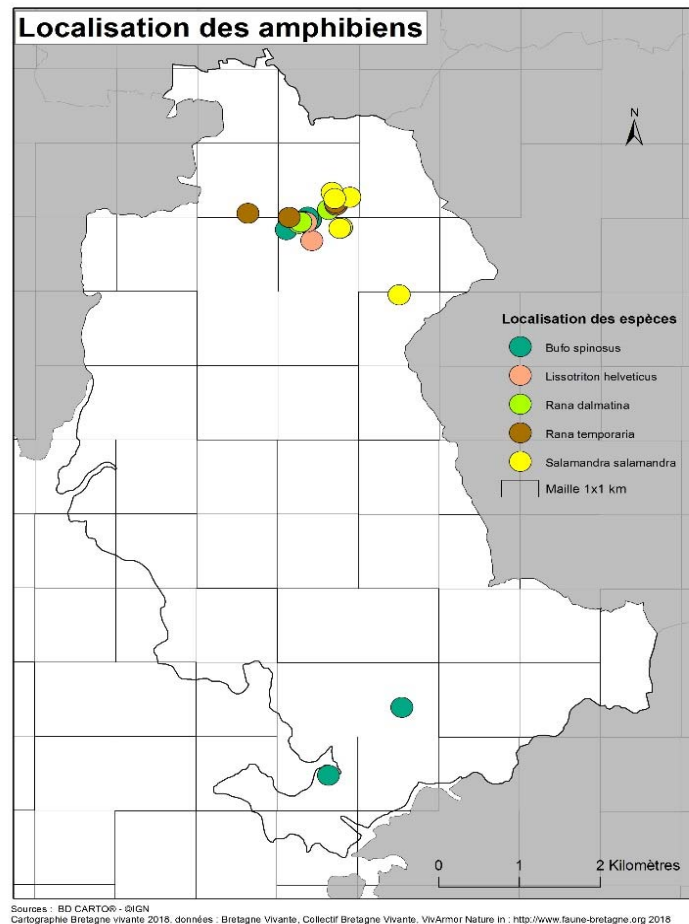 Localisation des amphibiens
N
Localisation des espèces
Bufo spinosus
Lissotriton helveticus
Rana dalmatina
Rana temporaria
Salamandra salamandra
Maille 1x1 km
0 1 2 Kilomètres
Sources : BD CARTO® - ©IGN
Cartographie Bretagne vivante 2018, données : Bretagne Vivante, Collectif Bretagne Vivante, VivArmor Nature in : http://www.faune-bretagne.org 2018